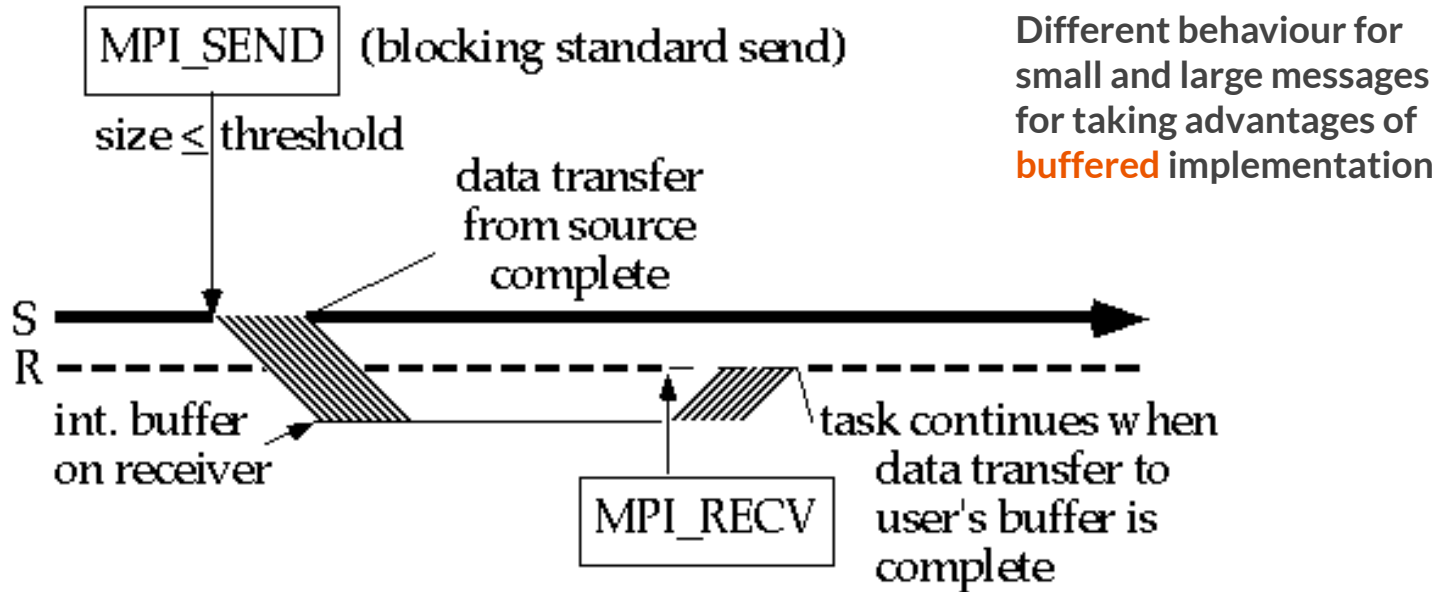 MPI_SEND (blocking standard send)
Different behaviour for
small and large messages
for taking advantages of
buffered implementation
size ≤ threshold
data transfer
from source
complete
S
R
int. buffer
on receiver
MPI_RECV
task continues when
data transfer to
user's buffer is
complete